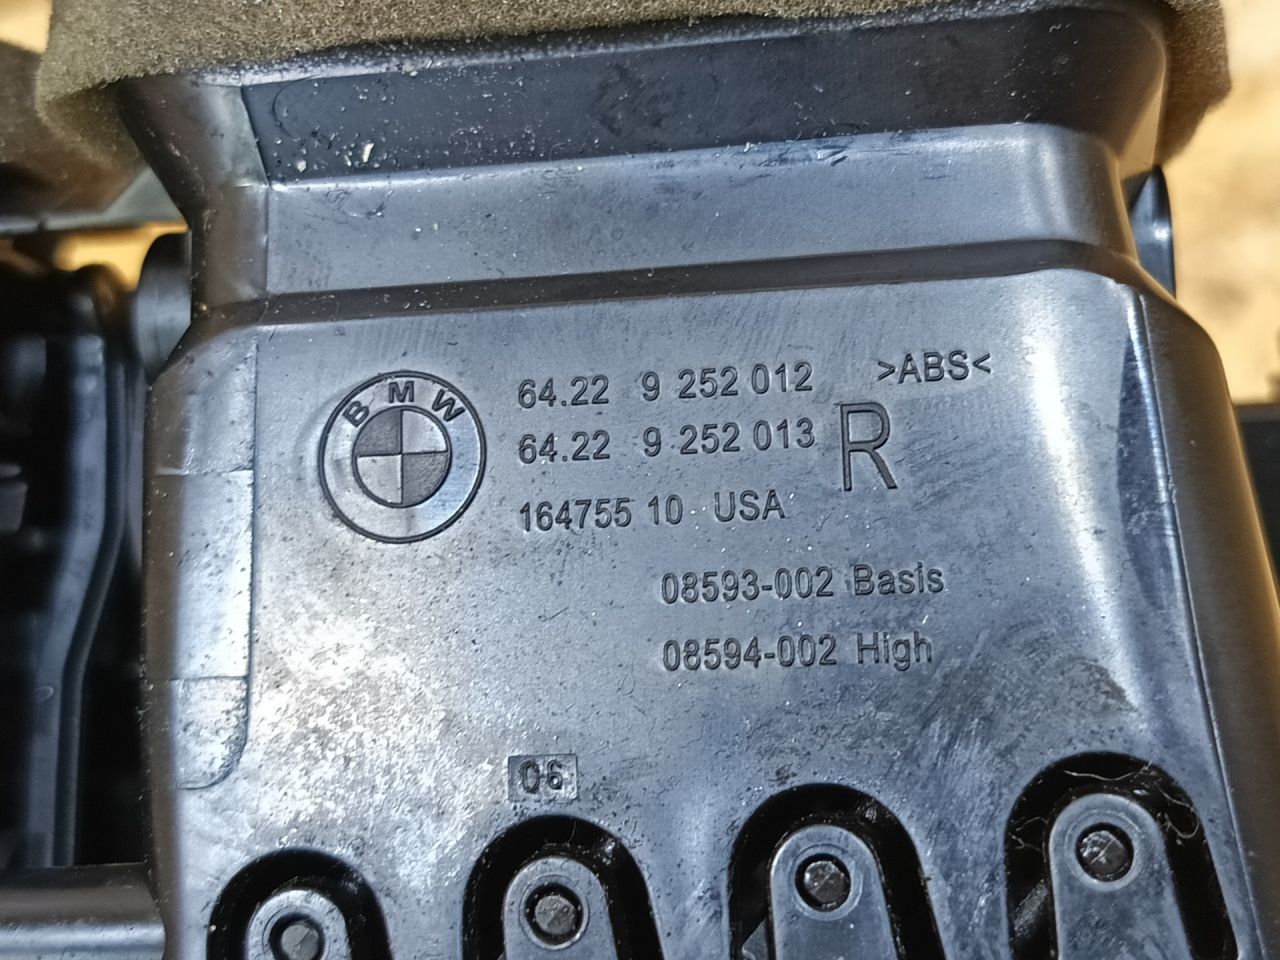 BMW
64.22 9 252 012 >ABS<
64.22 9 252 013 R
164755 10 USA
08593-002 Basis
08594-002 High
06